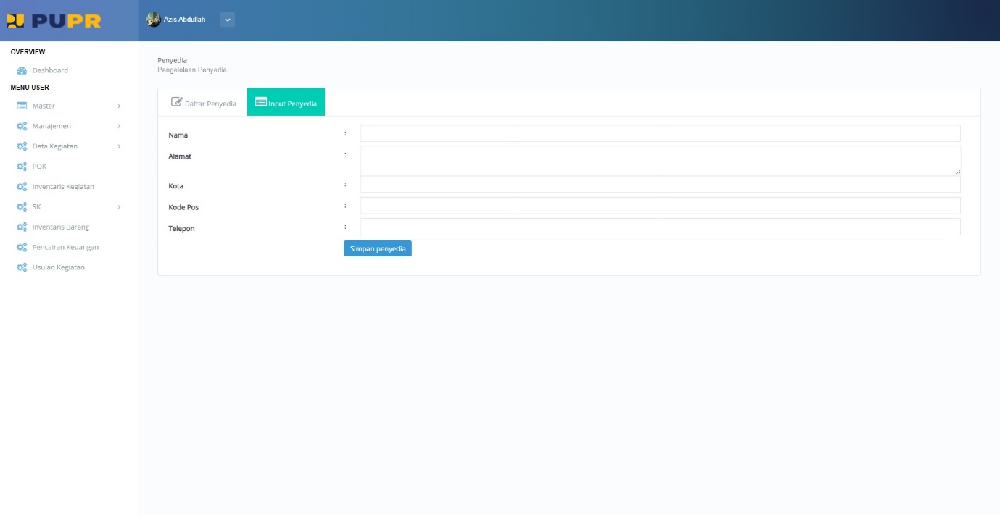 PUPR
Azis Abdullah
OVERVIEW
Dashboard
MENU USER
Master
Manajemen
Data Kegiatan
POK
Inventaris Kegiatan
SK
Inventaris Barang
Pencairan Keuangan
Usulan Kegiatan
Penyedia
Pengelolaan Penyedia
Daftar Penyedia Input Penyedia
Nama :
Alamat :
Kota :
Kode Pos :
Telepon :
Simpan penyedia